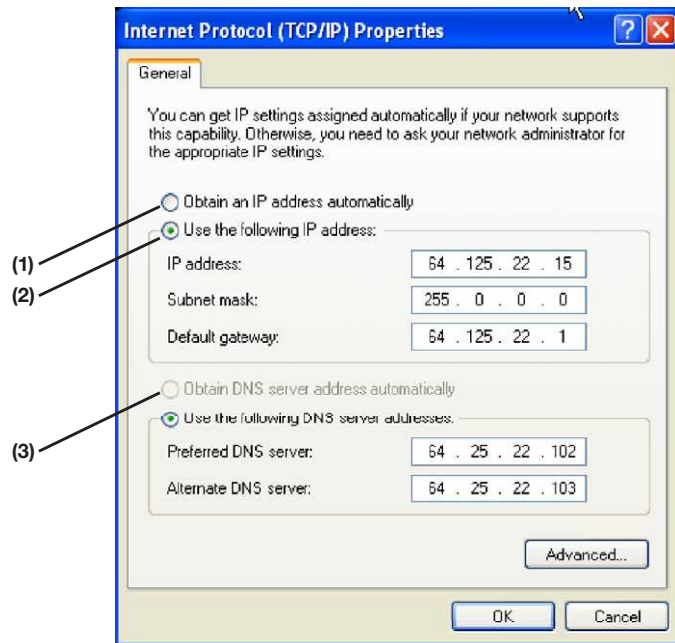 Internet Protocol (TCP/IP) Properties
General
You can get IP settings assigned automatically if your network supports
this capability. Otherwise, you need to ask your network administrator for
the appropriate IP settings.
Obtain an IP address automatically
(1)
Use the following IP address:
(2)
IP address: 64 . 125 . 22 . 15
Subnet mask: 255 . 0 . 0 . 0
Default gateway: 64 . 125 . 22 . 1
Obtain DNS server address automatically
(3)
Use the following DNS server addresses:
Preferred DNS server: 64 . 25 . 22 . 102
Alternate DNS server: 64 . 25 . 22 . 103
Advanced...
OK Cancel